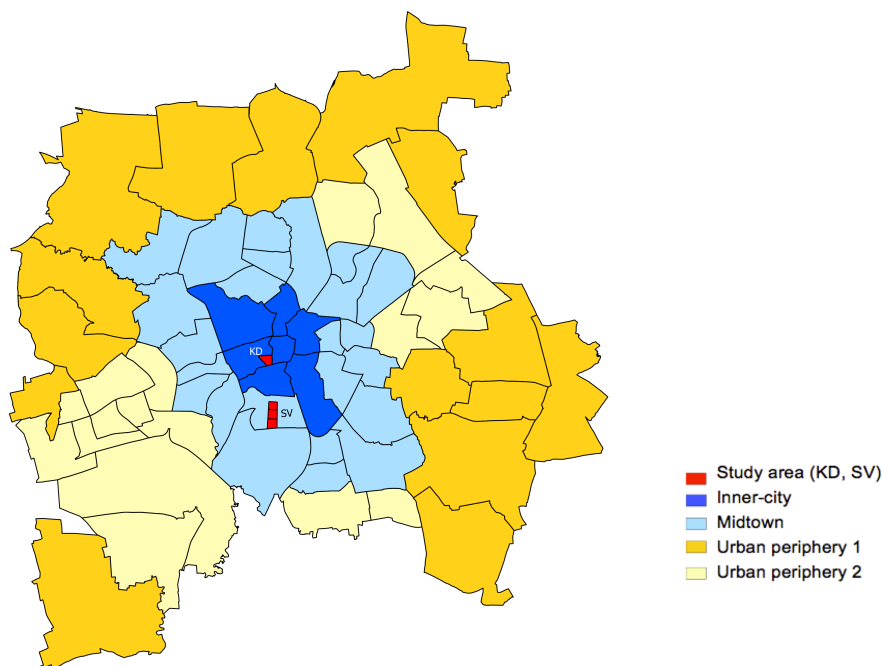 KD
SV
Study area (KD, SV)
Inner-city
Midtown
Urban periphery 1
Urban periphery 2